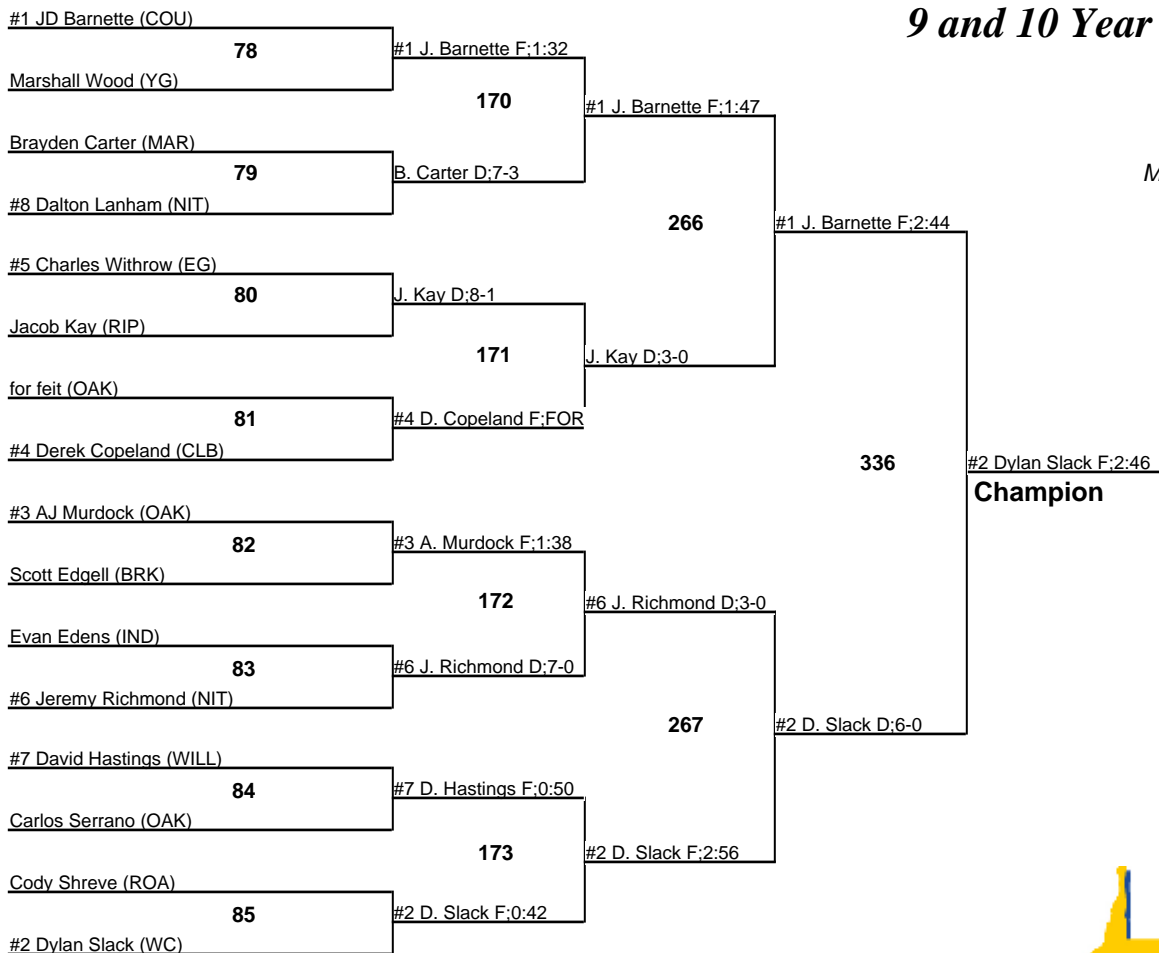 9 and 10 Year
M
#1 JD Barnette (COU)
78
Marshall Wood (YG)
#1 J. Barnette F;1:32
170
Brayden Carter (MAR)
79
#8 Dalton Lanham (NIT)
B. Carter D;7-3
#1 J. Barnette F;1:47
266
#5 Charles Withrow (EG)
80
Jacob Kay (RIP)
J. Kay D;8-1
171
for feit (OAK)
81
#4 Derek Copeland (CLB)
#4 D. Copeland F;FOR
J. Kay D;3-0
#1 J. Barnette F;2:44
336
#3 AJ Murdock (OAK)
82
Scott Edgell (BRK)
#3 A. Murdock F;1:38
172
Evan Edens (IND)
83
#6 Jeremy Richmond (NIT)
#6 J. Richmond D;7-0
#6 J. Richmond D;3-0
267
#7 David Hastings (WILL)
84
Carlos Serrano (OAK)
#7 D. Hastings F;0:50
173
Cody Shreve (ROA)
85
#2 Dylan Slack (WC)
#2 D. Slack F;0:42
#2 D. Slack F;2:56
#2 D. Slack D;6-0
#2 Dylan Slack F;2:46
Champion